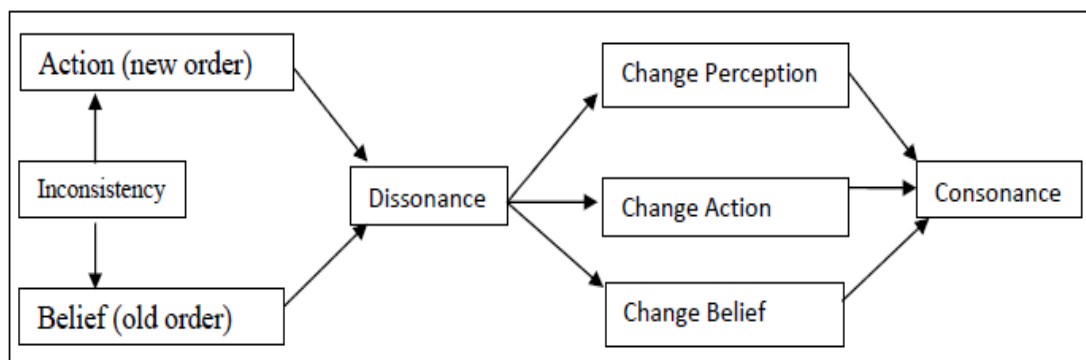 Action (new order)
Inconsistency
Belief (old order)
Dissonance
Change Perception
Change Action
Change Belief
Consonance